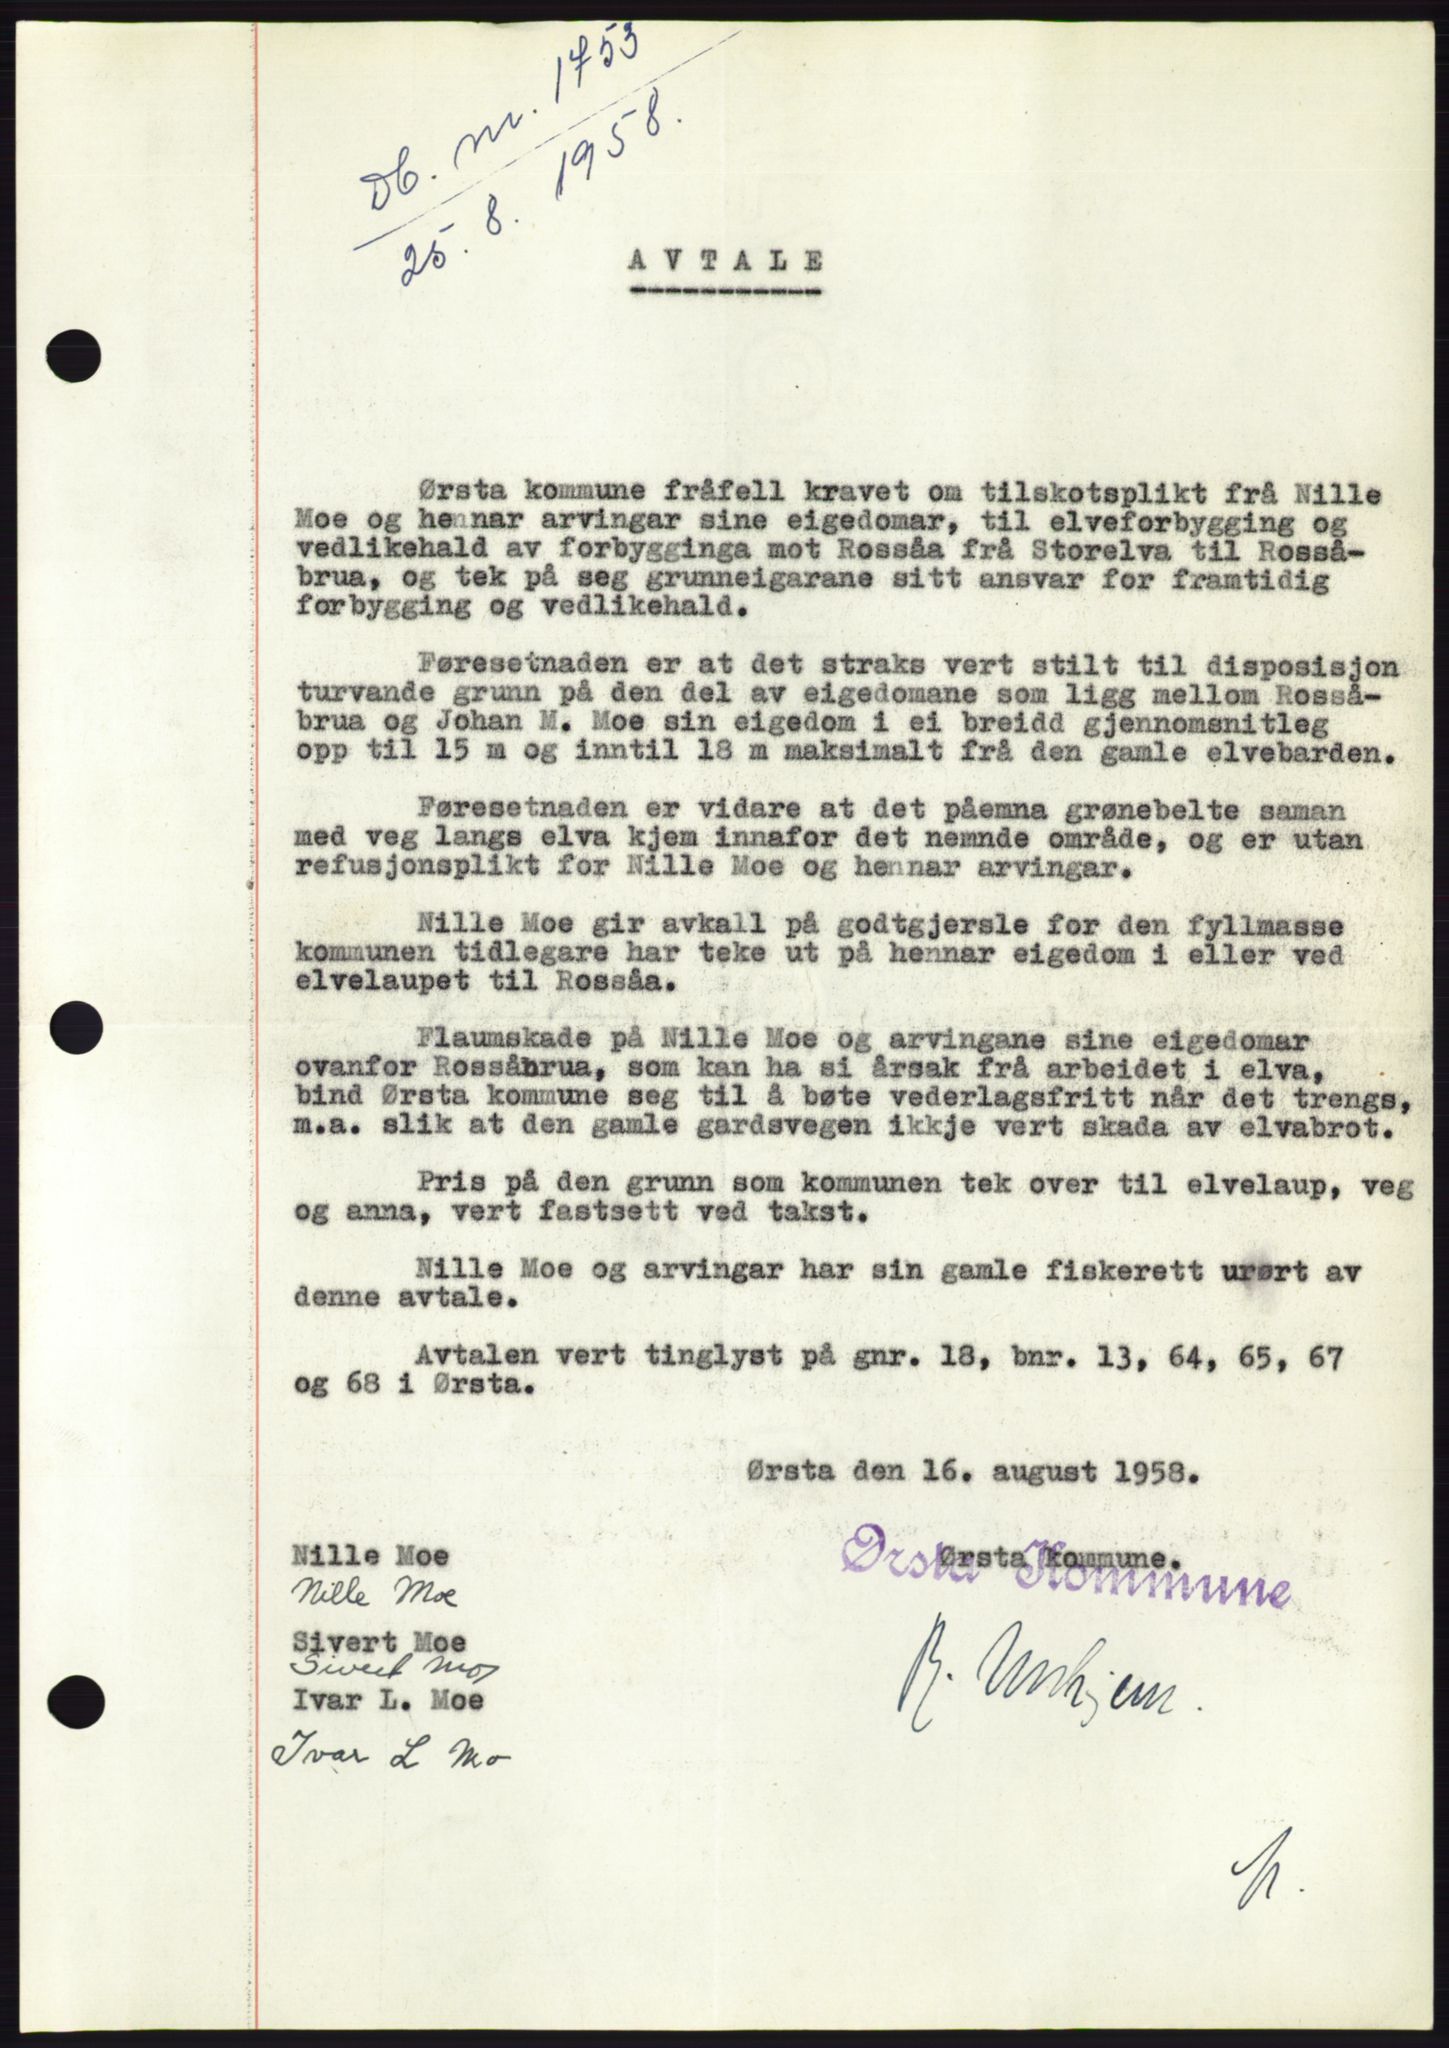 Db. nr. 1753
25. 8. 1958.
AVTALE
Ørsta kommune fråfell kravet om tilskotsplikt frå Nille
Moe og hennar arvingar sine eigedomar, til elveforbygging og
vedlikehald av forbygginga mot Rossåa frå Storelva til Rosså-
brua, og tek på seg grunneigarane sitt ansvar for framtidig
forbygging og vedlikehald.
Føresetnaden er at det straks vert stilt til disposisjon
turvande grunn på den del av eigedomane som ligg mellom Rosså-
brua og Johan M. Moe sin eigedom i ei breidd gjennomsnitleg
opp til 15 m og inntil 18 m maksimalt frå den gamle elvebarden.
Føresetnaden er vidare at det påemna grønebelte saman
med veg langs elva kjem innafor det nemnde område, og er utan
refusjonsplikt for Nille Moe og hennar arvingar.
Nille Moe gir avkall på godtgjersle for den fyllmasse
kommunen tidlegare har teke ut på hennar eigedom i eller ved
elvelaupet til Rossåa.
Flaumskade på Nille Moe og arvingane sine eigedomar
ovanfor Rossåbrua, som kan ha si årsak frå arbeidet i elva,
bind Ørsta kommune seg til å bøte vederlagsfritt når det trengs,
m.a. slik at den gamle gardsvegen ikkje vert skada av elvabrot.
Pris på den grunn som kommunen tek over til elvelaup, veg
og anna, vert fastsett ved takst.
Nille Moe og arvingar har sin gamle fiskerett urørt av
denne avtale.
Avtalen vert tinglyst på gnr. 18, bnr. 13, 64, 65, 67
og 68 i Ørsta.
Ørsta den 16. august 1958.
Nille Moe
Nille Moe
Sivert Moe
Sivert Moe
Ivar L. Moe
Ivar L Mo
Ørsta kommune.
Ørsta Kommune